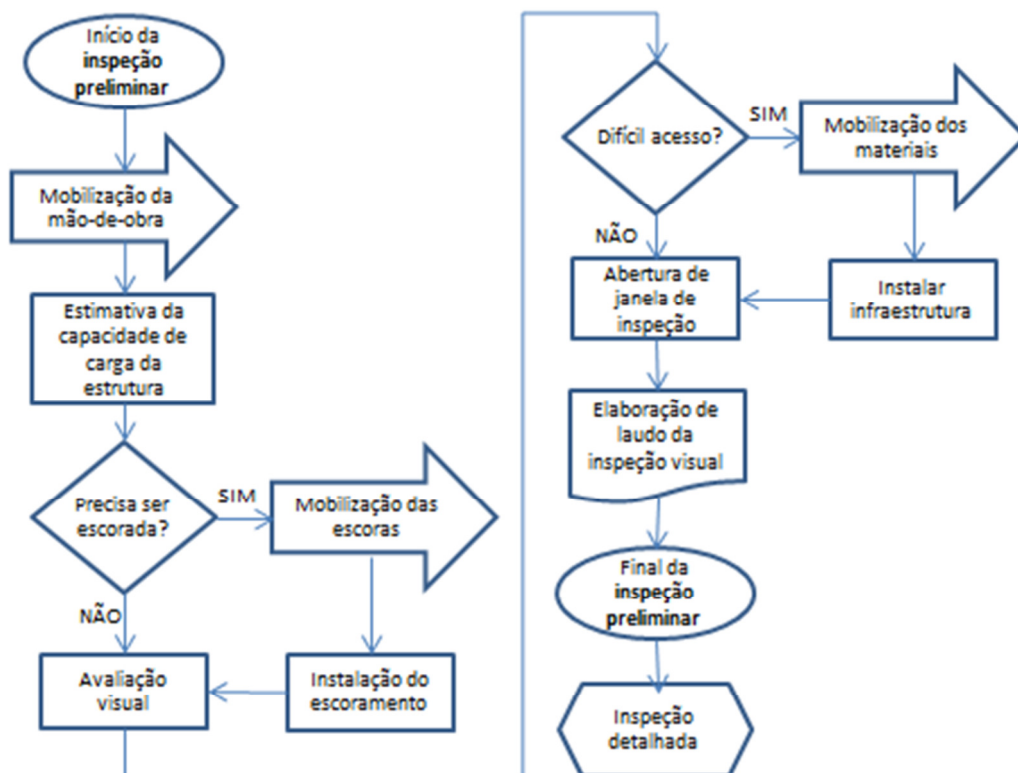 Início da
inspeção
preliminar
Mobilização da
mão-de-obra
Estimativa da
capacidade de
carga da
estrutura
Precisa ser
escorada?
SIM
Mobilização das
escoras
NÃO
Avaliação
visual
Instalação do
escoramento
Difícil acesso?
SIM
Mobilização dos
materiais
NÃO
Abertura de
janela de
inspeção
Instalar
infraestrutura
Elaboração de
laudo da
inspeção visual
Final da
inspeção
preliminar
Inspeção
detalhada